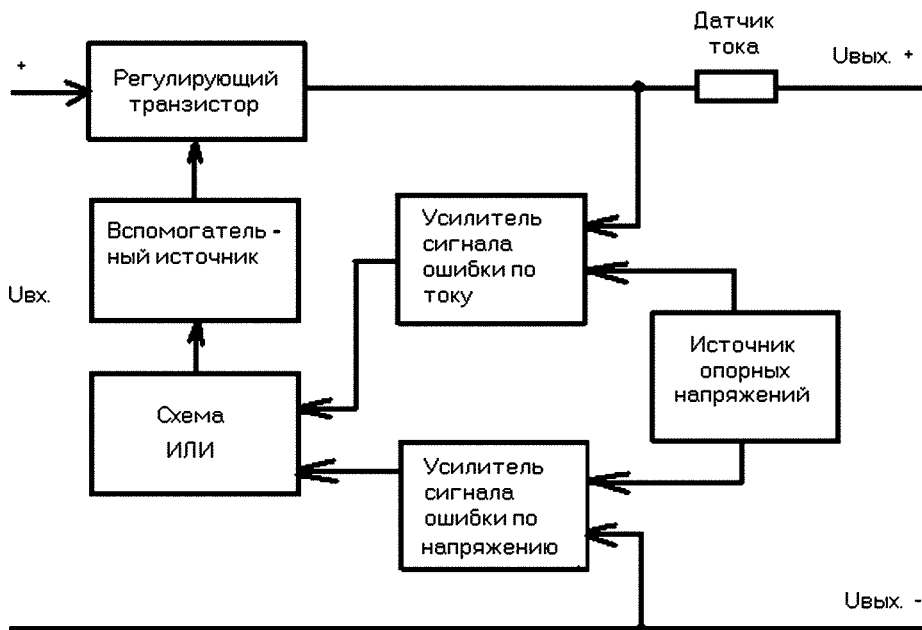 Датчик
тока
Uвых. +
+
Регулирующий
транзистор
Вспомогатель -
ный источник
Усилитель
сигнала
ошибки по
току
Uвх.
Источник
опорных
напряжений
Схема
ИЛИ
Усилитель
сигнала
ошибки по
напряжению
Uвых. -